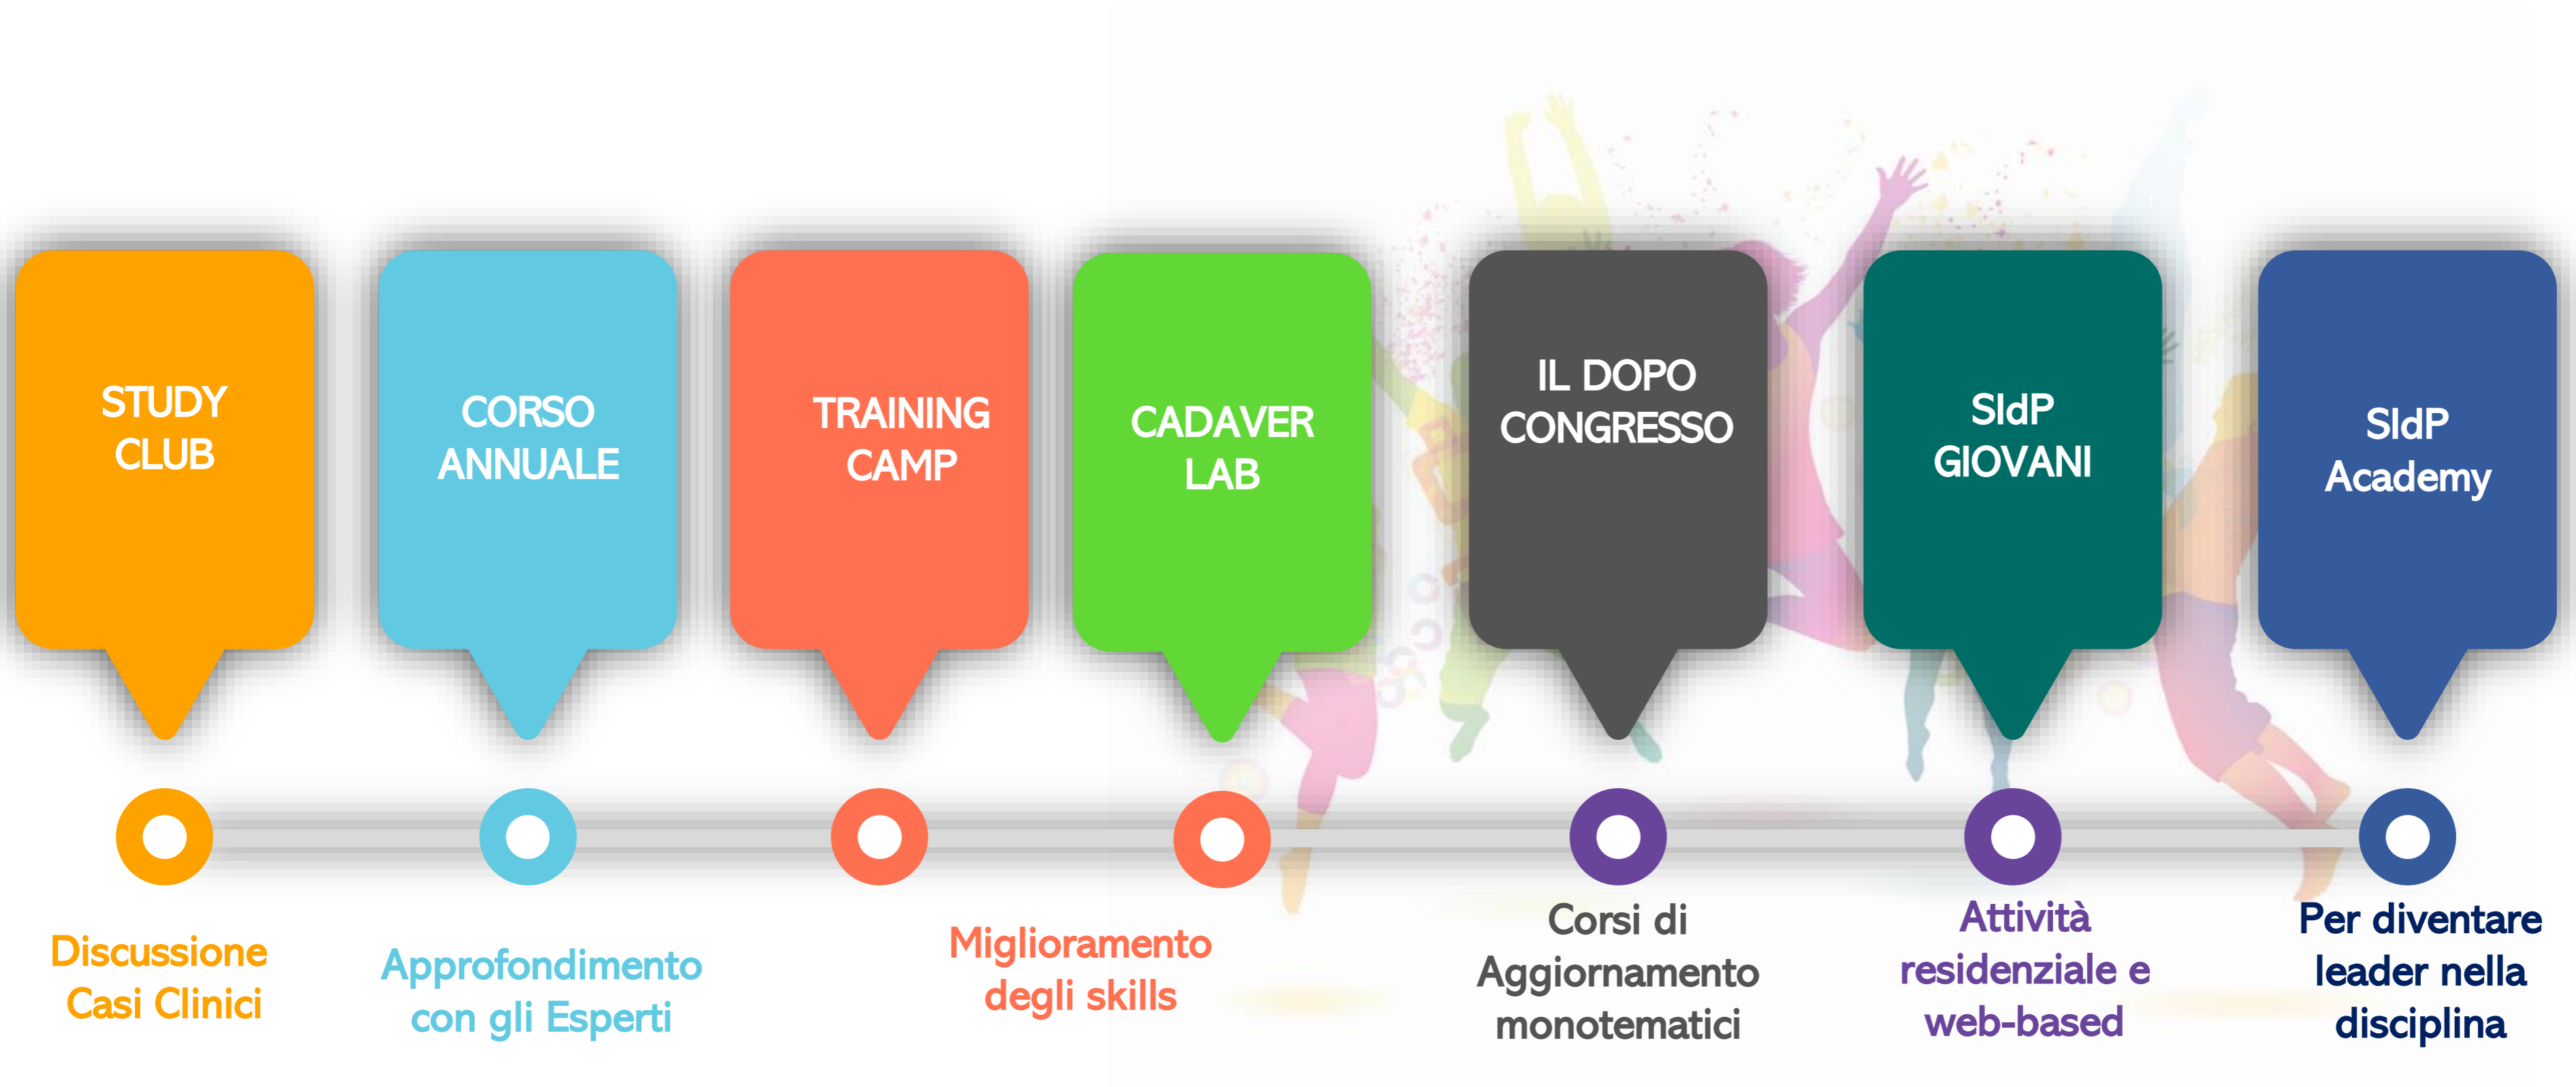 STUDY
CLUB
CORSO
ANNUALE
TRAINING
CAMP
CADAVER
LAB
IL DOPO
CONGRESSO
SIdP
GIOVANI
SIdP
Academy
Discussione
Casi Clinici
Approfondimento
con gli Esperti
Miglioramento
degli skills
Corsi di
Aggiornamento
monotematici
Attività
residenziale e
web-based
Per diventare
leader nella
disciplina